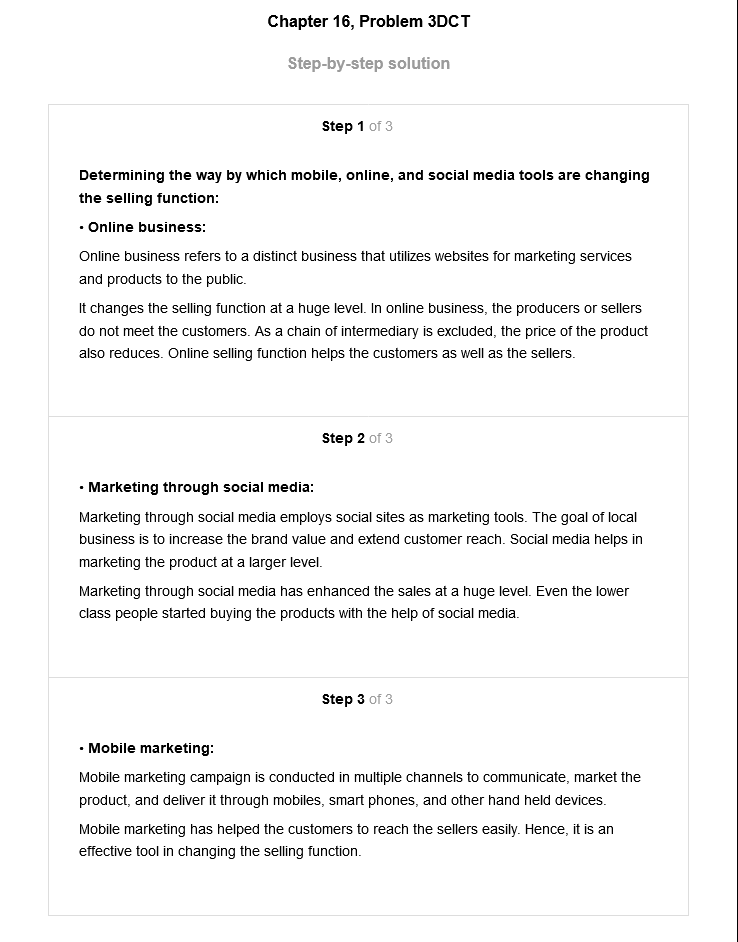 Chapter 16, Problem 3DCT
Step-by-step solution
Step 1 of 3
Determining the way by which mobile, online, and social media tools are changing
the selling function:
• Online business:
Online business refers to a distinct business that utilizes websites for marketing services
and products to the public.
It changes the selling function at a huge level. In online business, the producers or sellers
do not meet the customers. As a chain of intermediary is excluded, the price of the product
also reduces. Online selling function helps the customers as well as the sellers.
Step 2 of 3
• Marketing through social media:
Marketing through social media employs social sites as marketing tools. The goal of local
business is to increase the brand value and extend customer reach. Social media helps in
marketing the product at a larger level.
Marketing through social media has enhanced the sales at a huge level. Even the lower
class people started buying the products with the help of social media.
Step 3 of 3
• Mobile marketing:
Mobile marketing campaign is conducted in multiple channels to communicate, market the
product, and deliver it through mobiles, smart phones, and other hand held devices.
Mobile marketing has helped the customers to reach the sellers easily. Hence, it is an
effective tool in changing the selling function.